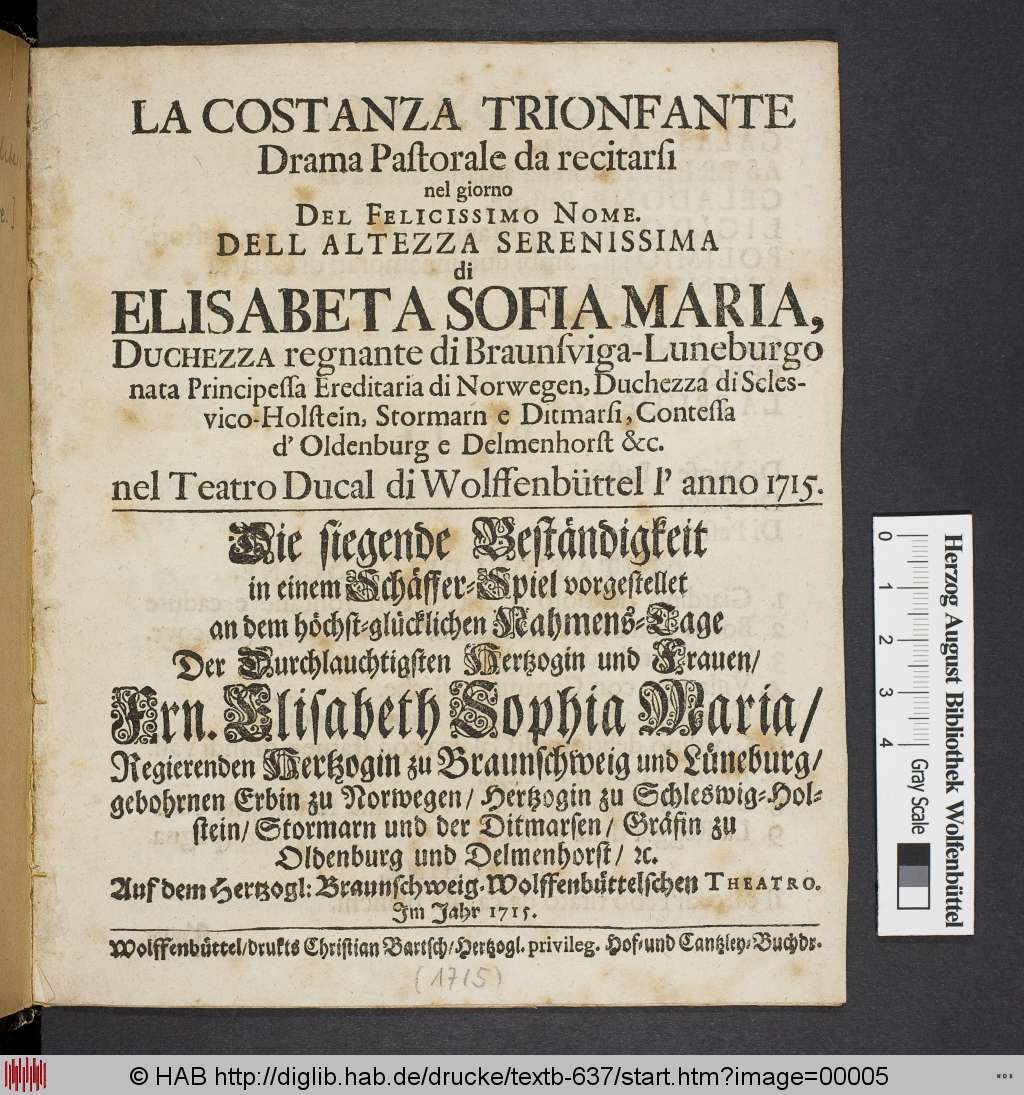 LA COSTANZA TRIONFANTE
Drama Paſtorale da recitarſi
nel giorno
DEL FELICISSIMO NOME.
DELL ALTEZZA SERENISSIMA
di
ELISABETA SOFIA MARIA,
DUCHEZZA regnante di Braunſviga-Luneburgo
nata Principeſſa Ereditaria di Norwegen, Duchezza di Scles-
vico-Holſtein, Stormarn e Ditmarſi, Conteſſa
d' Oldenburg e Delmenhorſt &c.
nel Teatro Ducal di Wolffenbüttel l' anno 1715.
Die ſiegende Beſtändigkeit
in einem Schäffer-Spiel vorgeſtellet
an dem höchſt-glücklichen Nahmens-Tage
Der Durchlauchtigſten Hertzogin und Frauen/
Frn. Eliſabeth Sophia Maria/
Regierenden Hertzogin zu Braunſchweig und Lüneburg/
gebohrnen Erbin zu Norwegen/ Hertzogin zu Schleswig-Hol-
ſtein/ Stormarn und der Ditmarſen/ Gräfin zu
Oldenburg und Delmenhorſt/ ꝛc.
Auf dem Hertzogl: Braunſchweig-Wolffenbüttelſchen THEATRO.
Im Jahr 1715.
Wolffenbüttel/drukts Chriſtian Bartſch/Hertzogl. privileg. Hof-und Cantzley-Buchdr.
(1715)
0
1
2
3
4
Gray Scale
Herzog August Bibliothek Wolfenbüttel
© HAB http://diglib.hab.de/drucke/textb-637/start.htm?image=00005
WDB